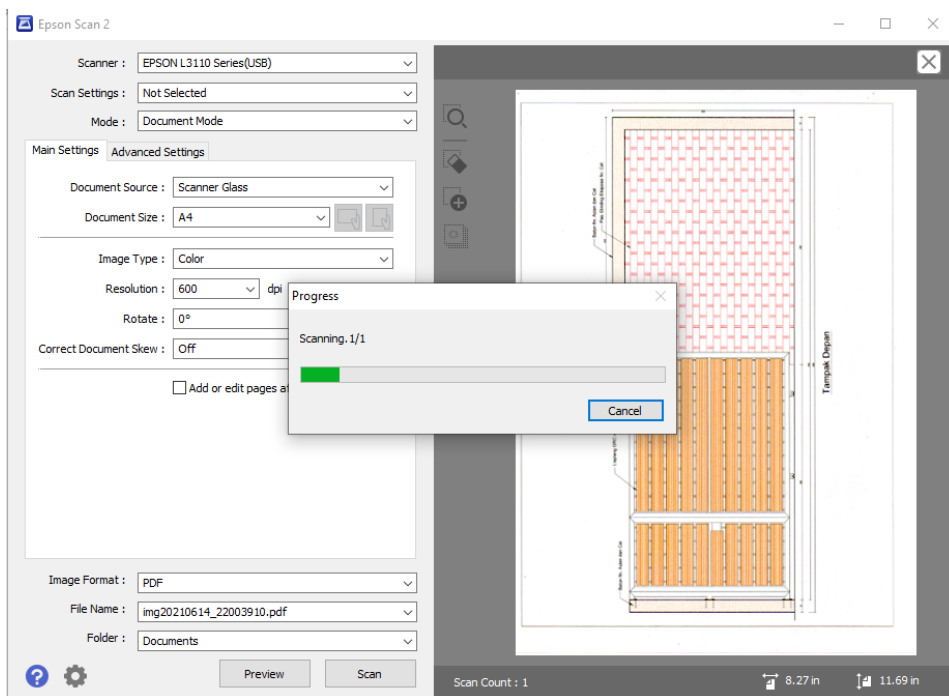 Epson Scan 2
Scanner : EPSON L3110 Series(USB)
Scan Settings : Not Selected
Mode : Document Mode
Main Settings Advanced Settings
Document Source : Scanner Glass
Document Size : A4
Image Type : Color
Resolution : 600 dpi
Rotate : 0°
Correct Document Skew : Off
Add or edit pages af
Progress
Scanning. 1/1
Cancel
Image Format : PDF
File Name : img20210614_22003910.pdf
Folder : Documents
Preview Scan
Tampak Depan
Scan Count : 1 8.27 in 11.69 in